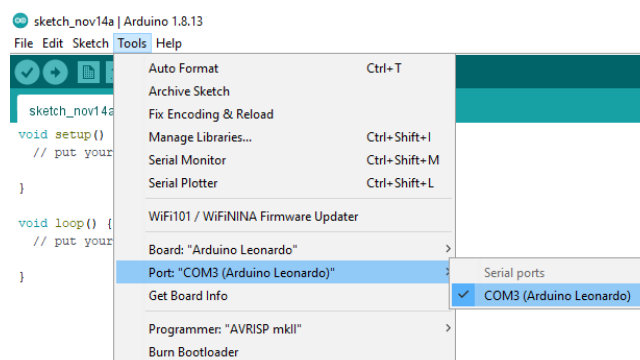 sketch_nov14a | Arduino 1.8.13
File Edit Sketch Tools Help
Auto Format Ctrl+T
Archive Sketch
sketch_nov14a
Fix Encoding & Reload
void setup()
Manage Libraries... Ctrl+Shift+I
// put your
Serial Monitor Ctrl+Shift+M
}
Serial Plotter Ctrl+Shift+L
WiFi101 / WiFiNINA Firmware Updater
void loop() {
// put your
Board: "Arduino Leonardo"
}
Port: "COM3 (Arduino Leonardo)"
Serial ports
Get Board Info
COM3 (Arduino Leonardo)
Programmer: "AVRISP mkII"
Burn Bootloader